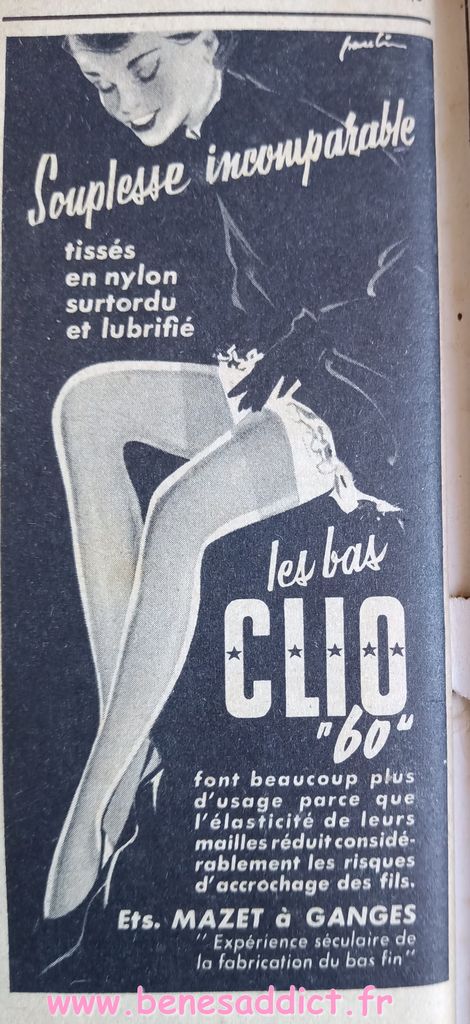 Souplesse incomparable
tissés
en nylon
surtordu
et lubrifié
les bas
CLIO
"60"
font beaucoup plus
d'usage parce que
l'élasticité de leurs
mailles réduit considé-
rablement les risques
d'accrochage des fils.
Ets. MAZET à GANGES
"Expérience séculaire de
la fabrication du bas fin"
www.benesaddict.fr